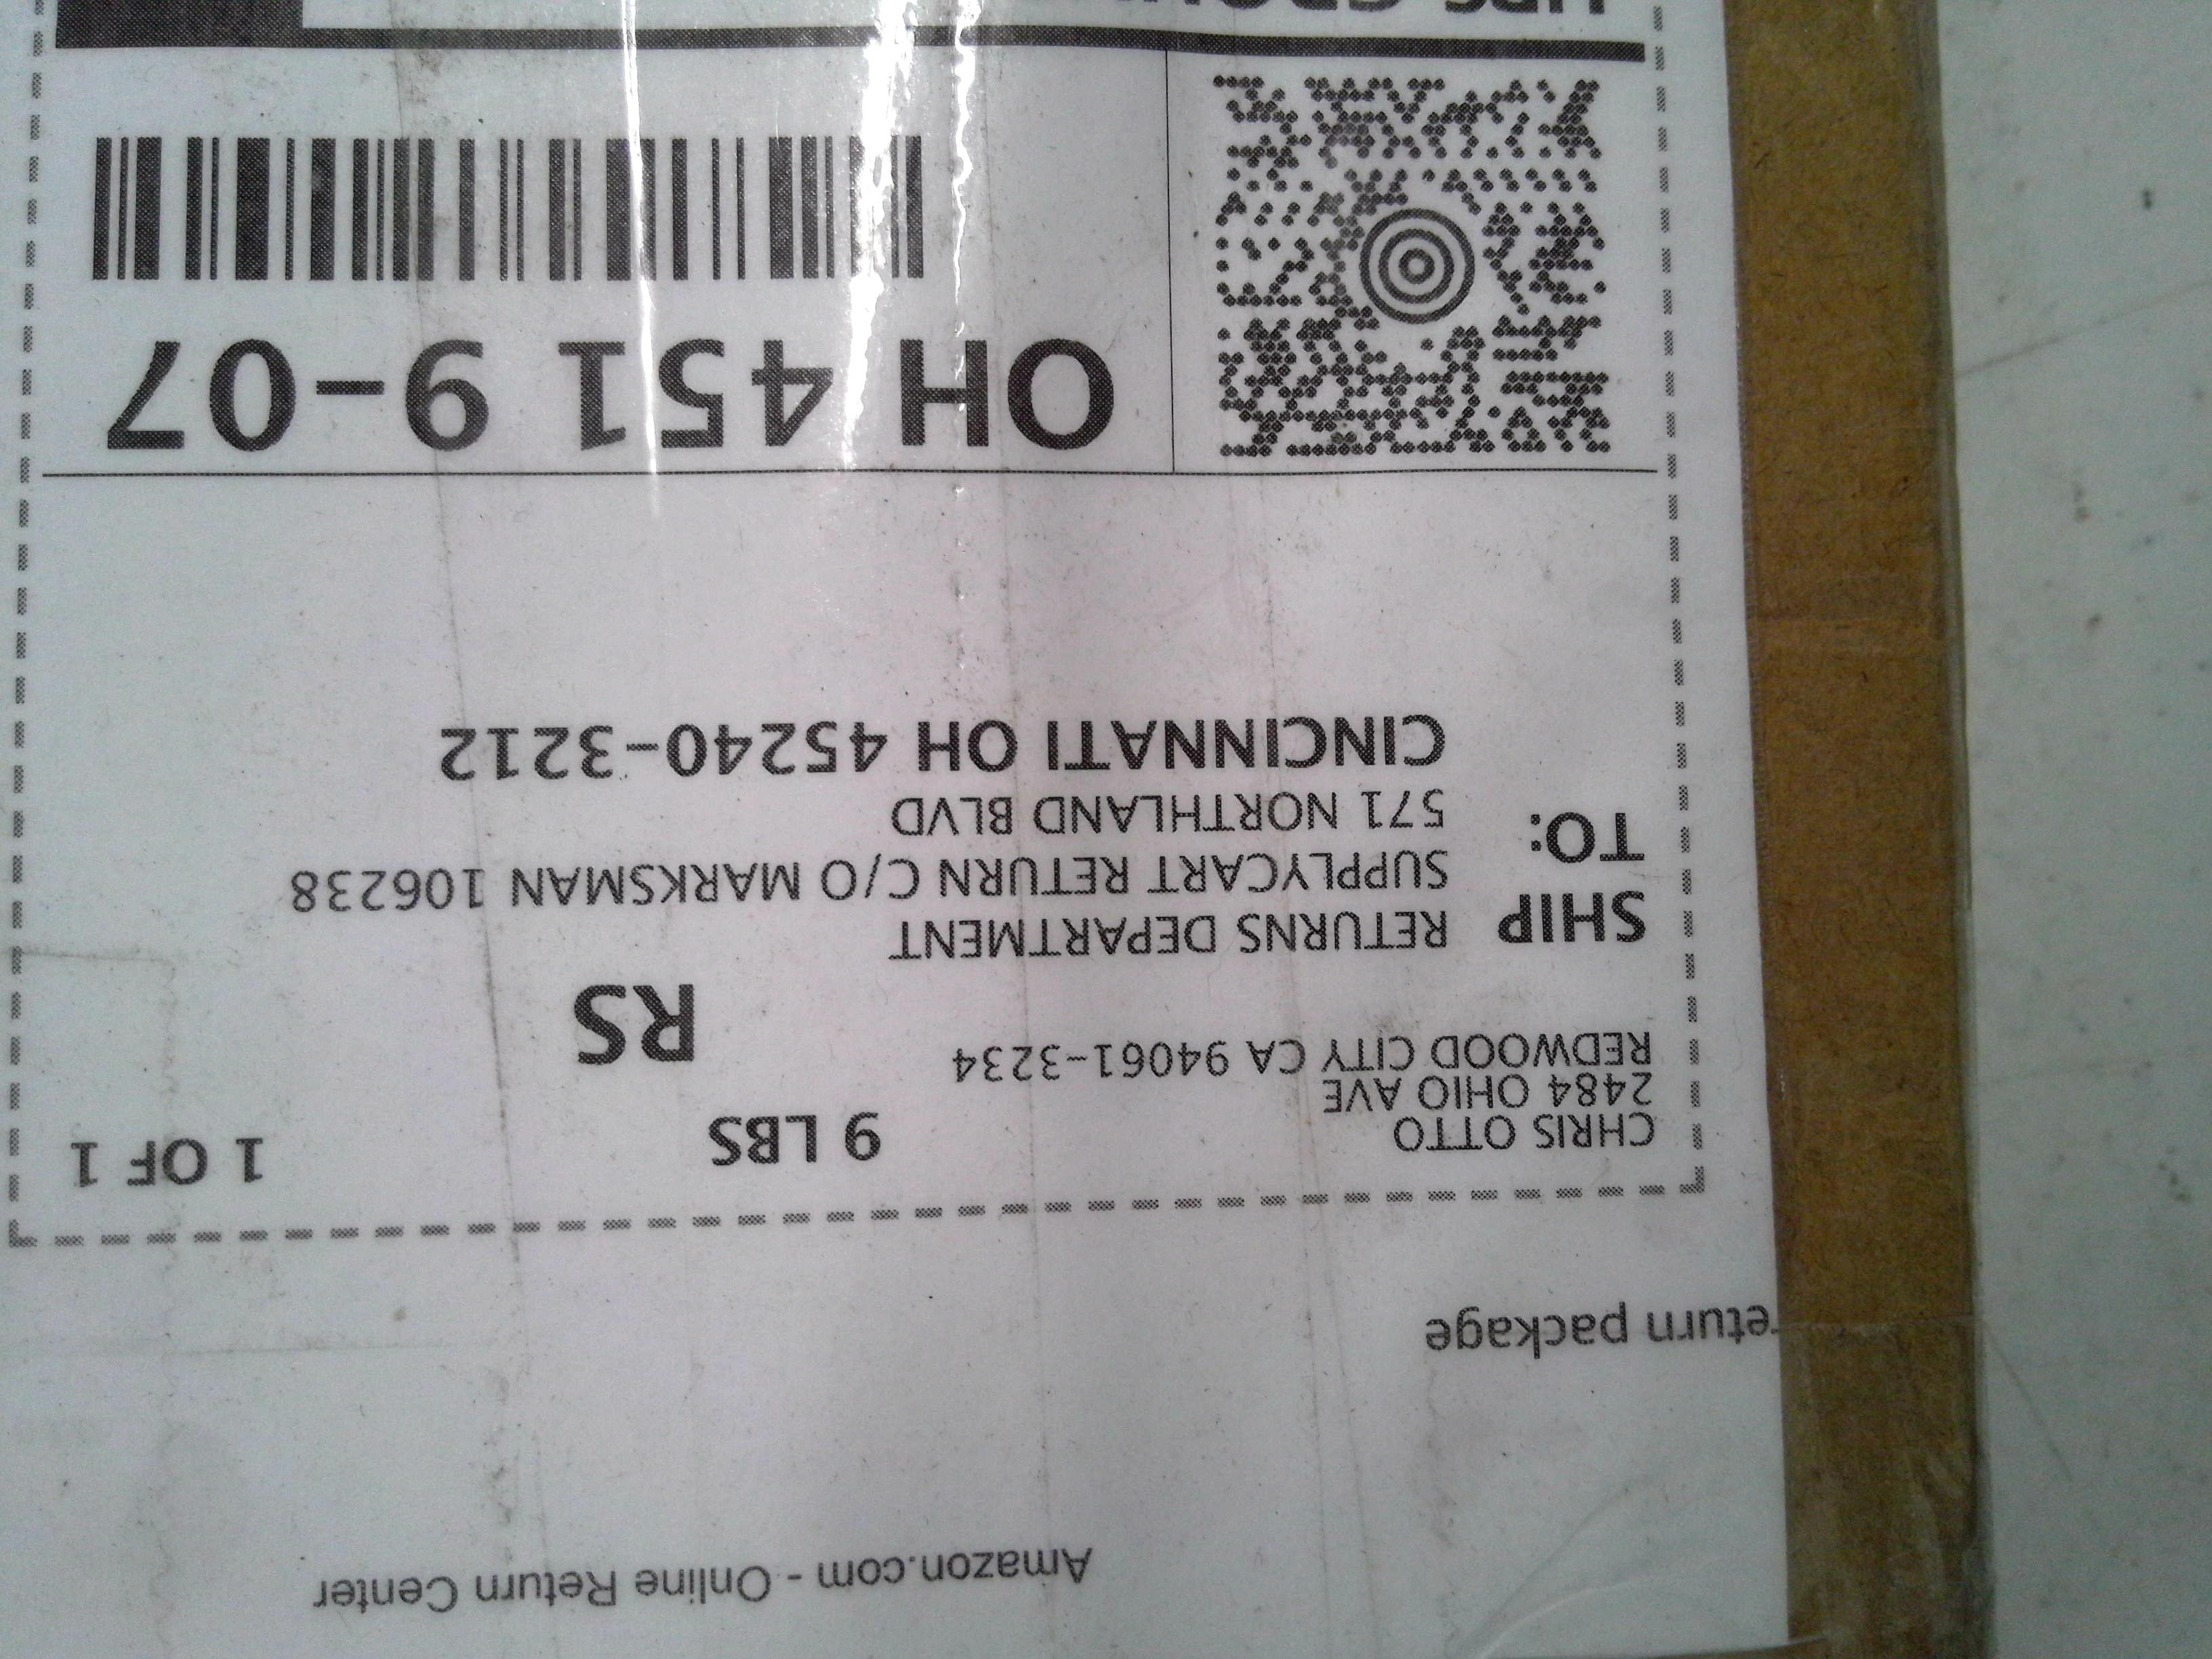 Amazon.com - Online Return Center
eturn package
CHRIS OTTO
2484 OHIO AVE
REDWOOD CITY CA 94061-3234
9 LBS
1 OF 1
RS
SHIP
TO:
RETURNS DEPARTMENT
SUPPLYCART RETURN C/O MARKSMAN 106238
571 NORTHLAND BLVD
CINCINNATI OH 45240-3212
OH 451 9-07